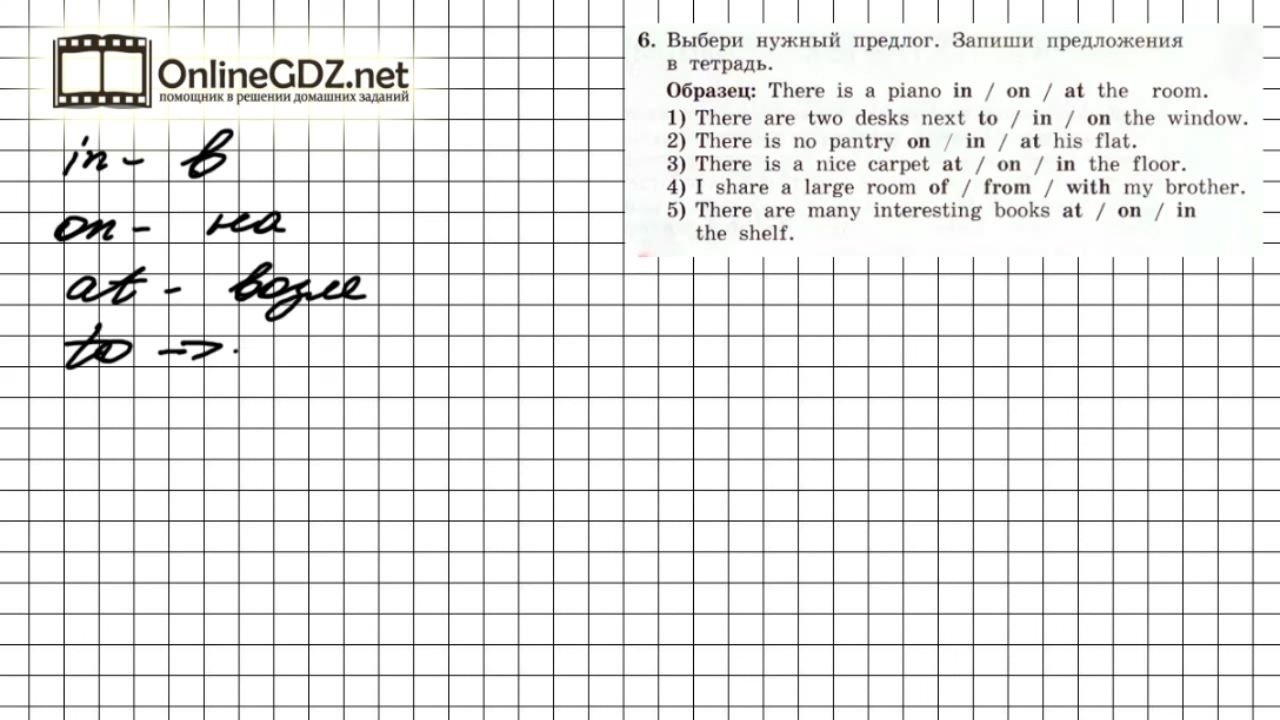 OnlineGDZ.net
помощник в решении домашних заданий
in - в
on - на
at - возле
to ->
6. Выбери нужный предлог. Запиши предложения
в тетрадь.
Образец: There is a piano in / on / at the room.
1) There are two desks next to / in / on the window.
2) There is no pantry on / in / at his flat.
3) There is a nice carpet at / on / in the floor.
4) I share a large room of / from / with my brother.
5) There are many interesting books at / on / in
the shelf.